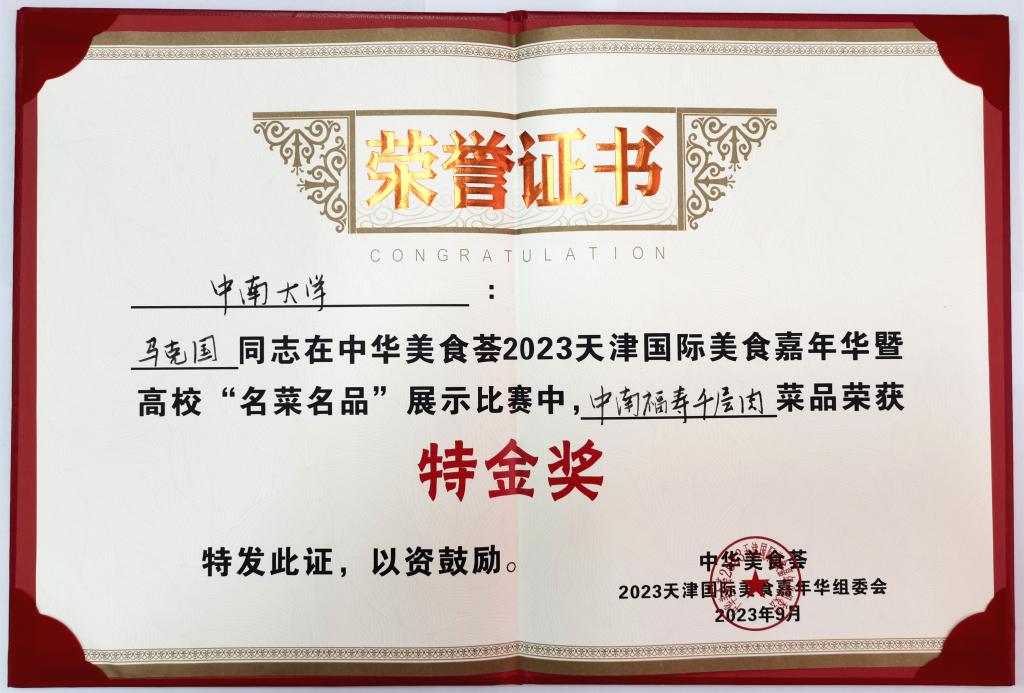 荣誉证书
CONGRATULATION
中南大学：
马克国同志在中华美食荟2023天津国际美食嘉年华暨
高校“名菜名品”展示比赛中，中南福寿千层肉菜品荣获
特金奖
特发此证，以资鼓励。
中华美食荟
2023天津国际美食嘉年华组委会
2023年9月